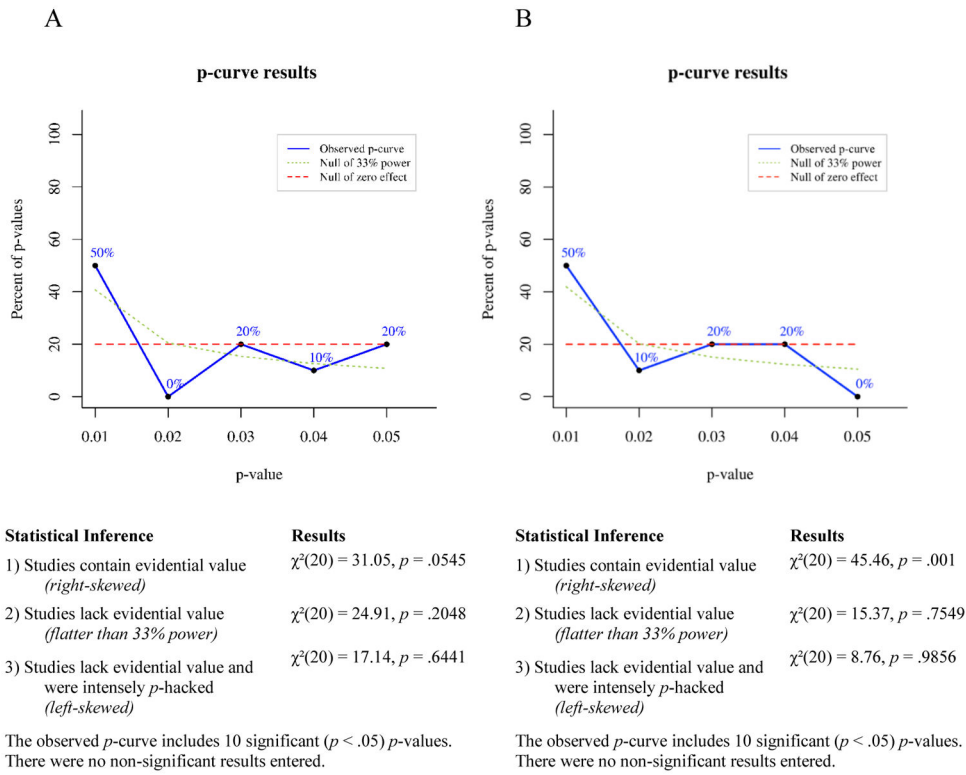 A
p-curve results
Percent of p-values
100
80
60
40
20
0
Observed p-curve
Null of 33% power
Null of zero effect
50%
0%
20%
10%
20%
0.01 0.02 0.03 0.04 0.05
p-value
Statistical Inference Results
1) Studies contain evidential value χ²(20) = 31.05, p = .0545
(right-skewed)
2) Studies lack evidential value χ²(20) = 24.91, p = .2048
(flatter than 33% power)
3) Studies lack evidential value and χ²(20) = 17.14, p = .6441
were intensely p-hacked
(left-skewed)
The observed p-curve includes 10 significant (p < .05) p-values.
There were no non-significant results entered.
B
p-curve results
Percent of p-values
100
80
60
40
20
0
Observed p-curve
Null of 33% power
Null of zero effect
50%
10%
20%
20%
0%
0.01 0.02 0.03 0.04 0.05
p-value
Statistical Inference Results
1) Studies contain evidential value χ²(20) = 45.46, p = .001
(right-skewed)
2) Studies lack evidential value χ²(20) = 15.37, p = .7549
(flatter than 33% power)
3) Studies lack evidential value and χ²(20) = 8.76, p = .9856
were intensely p-hacked
(left-skewed)
The observed p-curve includes 10 significant (p < .05) p-values.
There were no non-significant results entered.